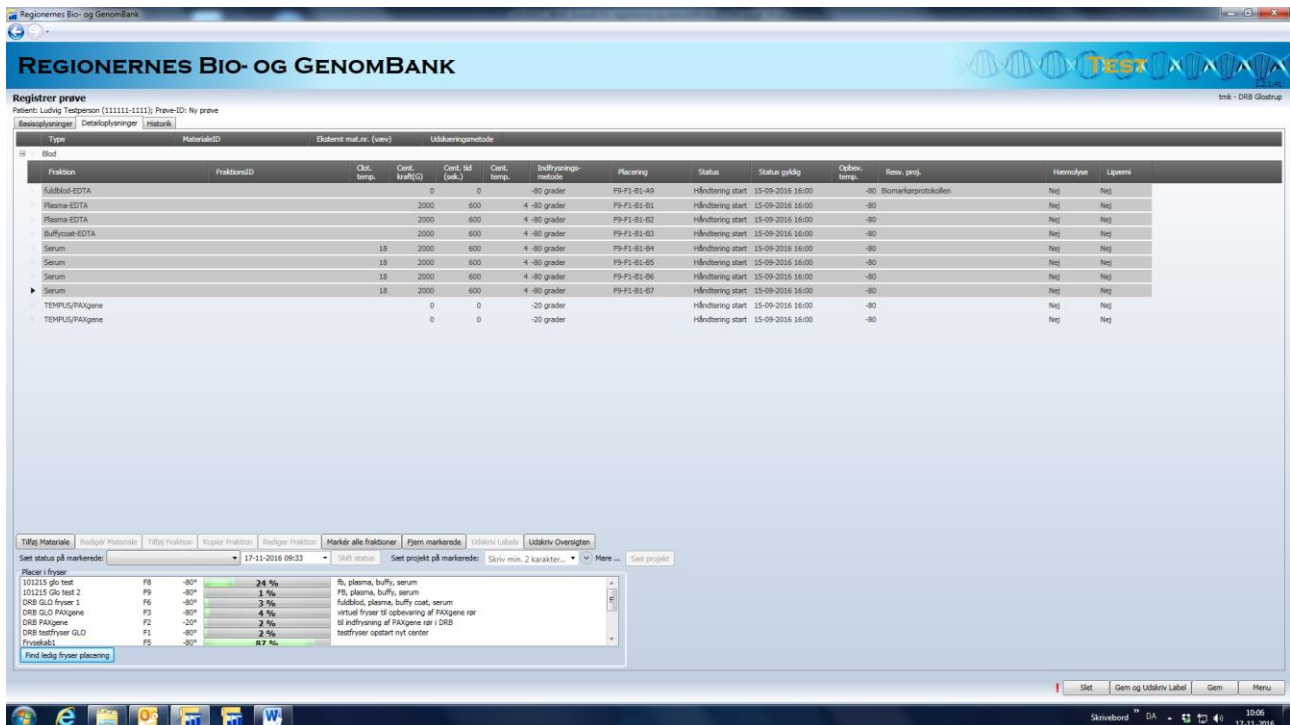 Regionernes Bio- og GenomBank
REGIONERNES BIO- OG GENOMBANK
TEST
1.2.1.41
Registrer prøve
tmk - DRB Glostrup
Patient: Ludvig Testperson (111111-1111); Prøve-ID: Ny prøve
Basisoplysninger Detailoplysninger Historik
Type MaterialeID Eksternt mat.nr. (væv) Udskæringsmetode
Blod
Fraktion FraktionsID Clot. temp. Cent. kraft(G) Cent. tid (sek.) Cent. temp. Indfrysnings-metode Placering Status Status gyldig Opbev. temp. Resv. proj. Hæmolyse Lipæmi
fuldblod-EDTA 0 0 -80 grader F9-F1-B1-A9 Håndtering start 15-09-2016 16:00 -80 Biomarkørprotokollen Nej Nej
Plasma-EDTA 2000 600 4 -80 grader F9-F1-B1-B1 Håndtering start 15-09-2016 16:00 -80 Nej Nej
Plasma-EDTA 2000 600 4 -80 grader F9-F1-B1-B2 Håndtering start 15-09-2016 16:00 -80 Nej Nej
Buffycoat-EDTA 2000 600 4 -80 grader F9-F1-B1-B3 Håndtering start 15-09-2016 16:00 -80 Nej Nej
Serum 18 2000 600 4 -80 grader F9-F1-B1-B4 Håndtering start 15-09-2016 16:00 -80 Nej Nej
Serum 18 2000 600 4 -80 grader F9-F1-B1-B5 Håndtering start 15-09-2016 16:00 -80 Nej Nej
Serum 18 2000 600 4 -80 grader F9-F1-B1-B6 Håndtering start 15-09-2016 16:00 -80 Nej Nej
Serum 18 2000 600 4 -80 grader F9-F1-B1-B7 Håndtering start 15-09-2016 16:00 -80 Nej Nej
TEMPUS/PAXgene 0 0 -20 grader Håndtering start 15-09-2016 16:00 -80 Nej Nej
TEMPUS/PAXgene 0 0 -20 grader Håndtering start 15-09-2016 16:00 -80 Nej Nej
Tilføj Materiale Redigér Materiale Tilføj Fraktion Kopier Fraktion Rediger Fraktion Markér alle fraktioner Fjern markerede Udskriv Labels Udskriv Oversigten
Sæt status på markerede: 17-11-2016 09:33 Skift status Sæt projekt på markerede: Skriv min. 2 karakter... Mere ... Sæt projekt
Placer i fryser
101215 glo test F8 -80° 24 % fb, plasma, buffy, serum
101215 Glo test 2 F9 -80° 1 % FB, plasma, buffy, serum
DRB GLO fryser 1 F6 -80° 3 % fuldblod, plasma, buffy coat, serum
DRB GLO PAXgene F3 -80° 4 % virtuel fryser til opbevaring af PAXgene rør
DRB PAXgene F2 -20° 2 % til indfrysning af PAXgene rør i DRB
DRB testfryser GLO F1 -80° 2 % testfryser opstart nyt center
Frysekab1 F5 -80° 87 %
Find ledig fryser placering
! Slet Gem og Udskriv Label Gem Menu
Skrivebord » DA 10:06
17-11-2016